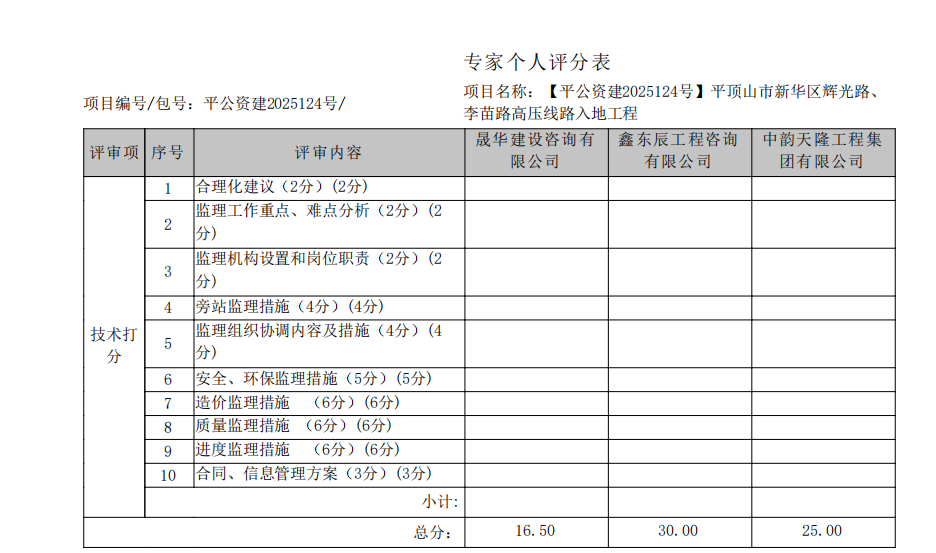 专家个人评分表
项目编号/包号：平公资建2025124号/
项目名称：【平公资建2025124号】平顶山市新华区辉光路、
李苗路高压线路入地工程
评审项 序号 评审内容 晟华建设咨询有 鑫东辰工程咨询 中韵天隆工程集
限公司 有限公司 团有限公司
1 合理化建议（2分）(2分)
2 监理工作重点、难点分析（2分）(2
分)
3 监理机构设置和岗位职责（2分）(2
分)
4 旁站监理措施（4分）(4分)
技术打
分
5 监理组织协调内容及措施（4分）(4
分)
6 安全、环保监理措施（5分）(5分)
7 造价监理措施 （6分）(6分)
8 质量监理措施 （6分）(6分)
9 进度监理措施 （6分）(6分)
10 合同、信息管理方案（3分）(3分)
小计:
总分： 16.50 30.00 25.00